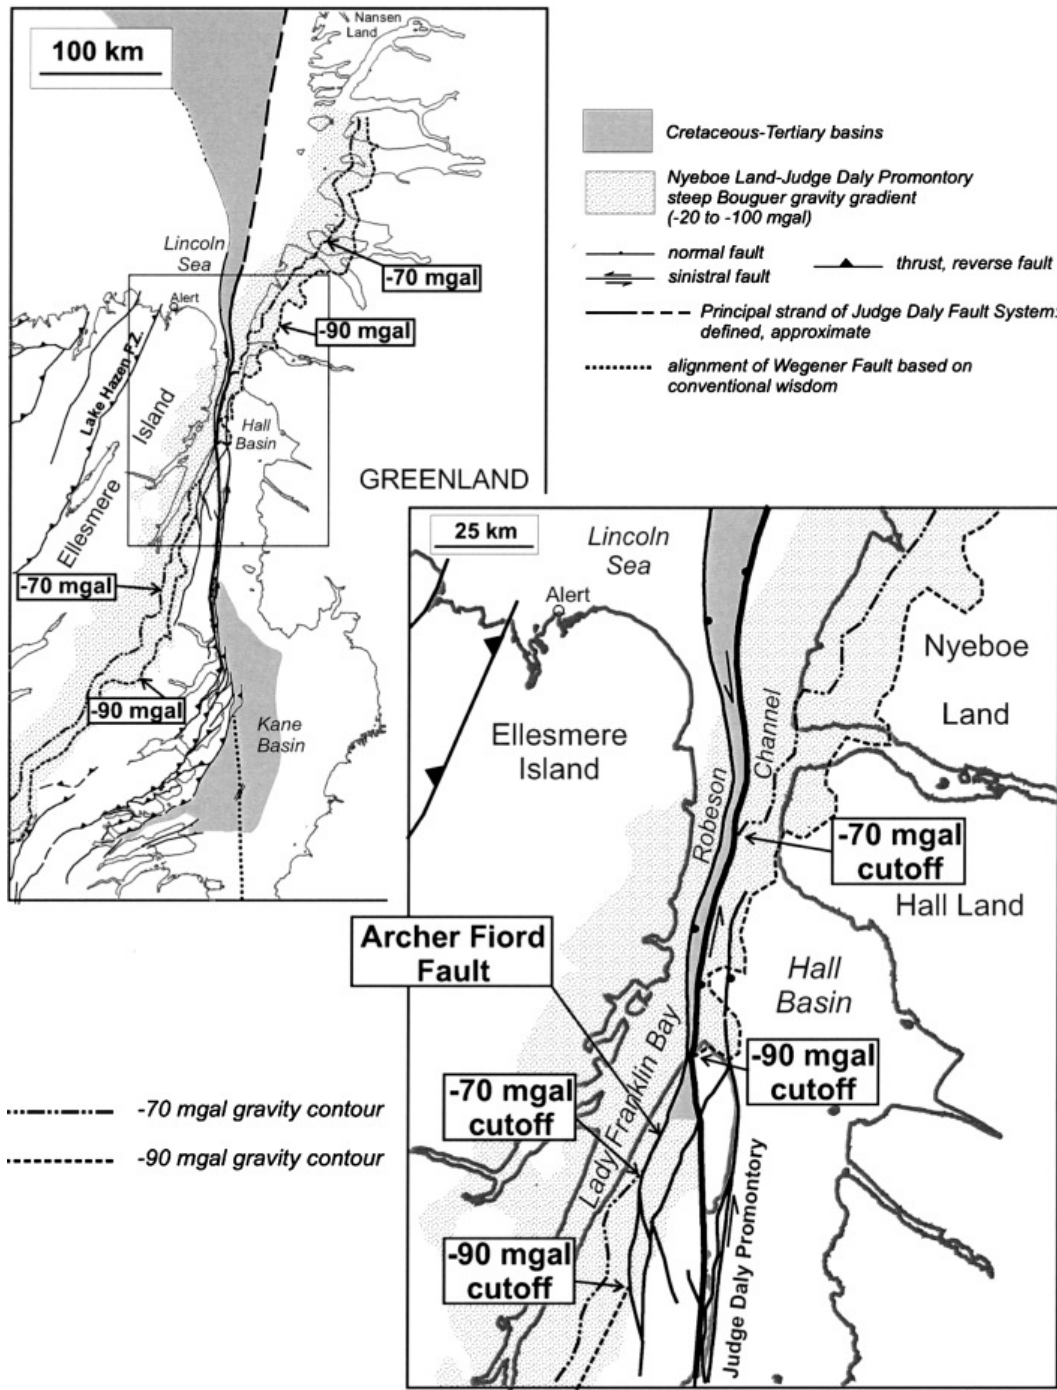 Nansen
Land
100 km
Lincoln
Sea
Alert
-70 mgal
-90 mgal
Lake Hazen F.Z.
Island
Ellesmere
Hall
Basin
GREENLAND
-70 mgal
-90 mgal
Kane
Basin
Cretaceous-Tertiary basins
Nyeboe Land-Judge Daly Promontory
steep Bouguer gravity gradient
(-20 to -100 mgal)
normal fault
sinistral fault
thrust, reverse fault
Principal strand of Judge Daly Fault System:
defined, approximate
alignment of Wegener Fault based on
conventional wisdom
25 km
Lincoln
Sea
Alert
Ellesmere
Island
Nyeboe
Land
Robeson
Channel
-70 mgal
cutoff
Hall Land
Archer Fiord
Fault
Hall
Basin
Lady Franklin Bay
-90 mgal
cutoff
-70 mgal
cutoff
-90 mgal
cutoff
Judge Daly Promontory
-70 mgal gravity contour
-90 mgal gravity contour